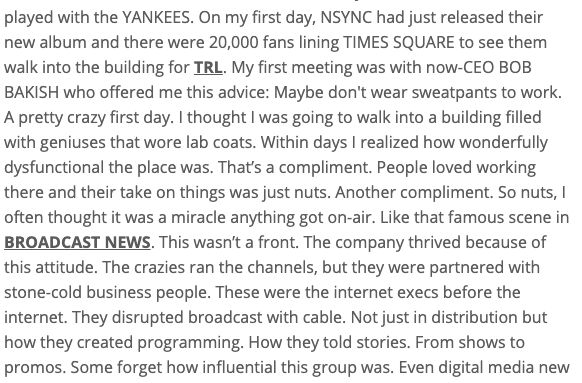 played with the YANKEES. On my first day, NSYNC had just released their
new album and there were 20,000 fans lining TIMES SQUARE to see them
walk into the building for TRL. My first meeting was with now-CEO BOB
BAKISH who offered me this advice: Maybe don't wear sweatpants to work.
A pretty crazy first day. I thought I was going to walk into a building filled
with geniuses that wore lab coats. Within days I realized how wonderfully
dysfunctional the place was. That’s a compliment. People loved working
there and their take on things was just nuts. Another compliment. So nuts, I
often thought it was a miracle anything got on-air. Like that famous scene in
BROADCAST NEWS. This wasn’t a front. The company thrived because of
this attitude. The crazies ran the channels, but they were partnered with
stone-cold business people. These were the internet execs before the
internet. They disrupted broadcast with cable. Not just in distribution but
how they created programming. How they told stories. From shows to
promos. Some forget how influential this group was. Even digital media new